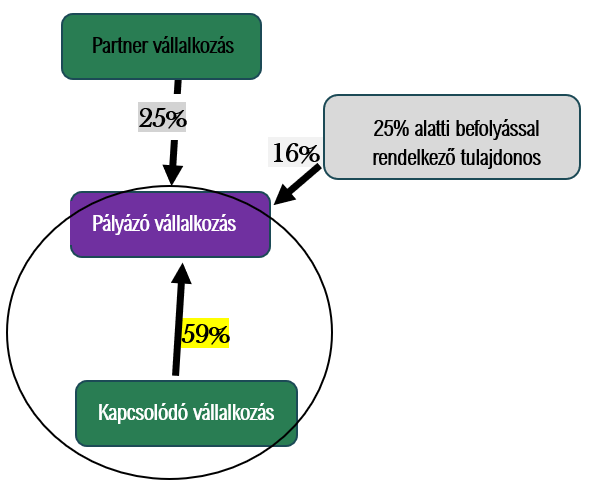 Partner vállalkozás
25%
25% alatti befolyással
rendelkező tulajdonos
16%
Pályázó vállalkozás
59%
Kapcsolódó vállalkozás